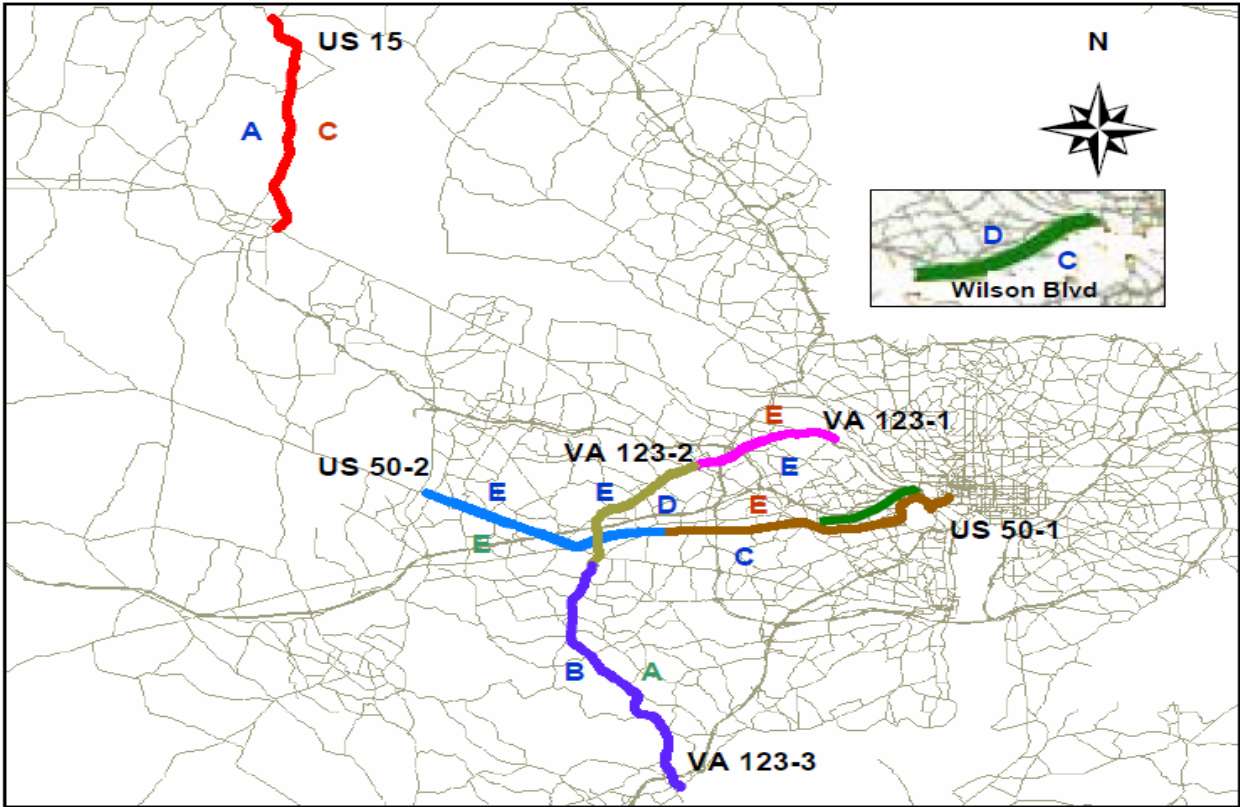 US 15
N
A
C
D
C
Wilson Blvd
E
VA 123-1
VA 123-2
E
US 50-2
E
E
D
E
US 50-1
E
C
B
A
VA 123-3